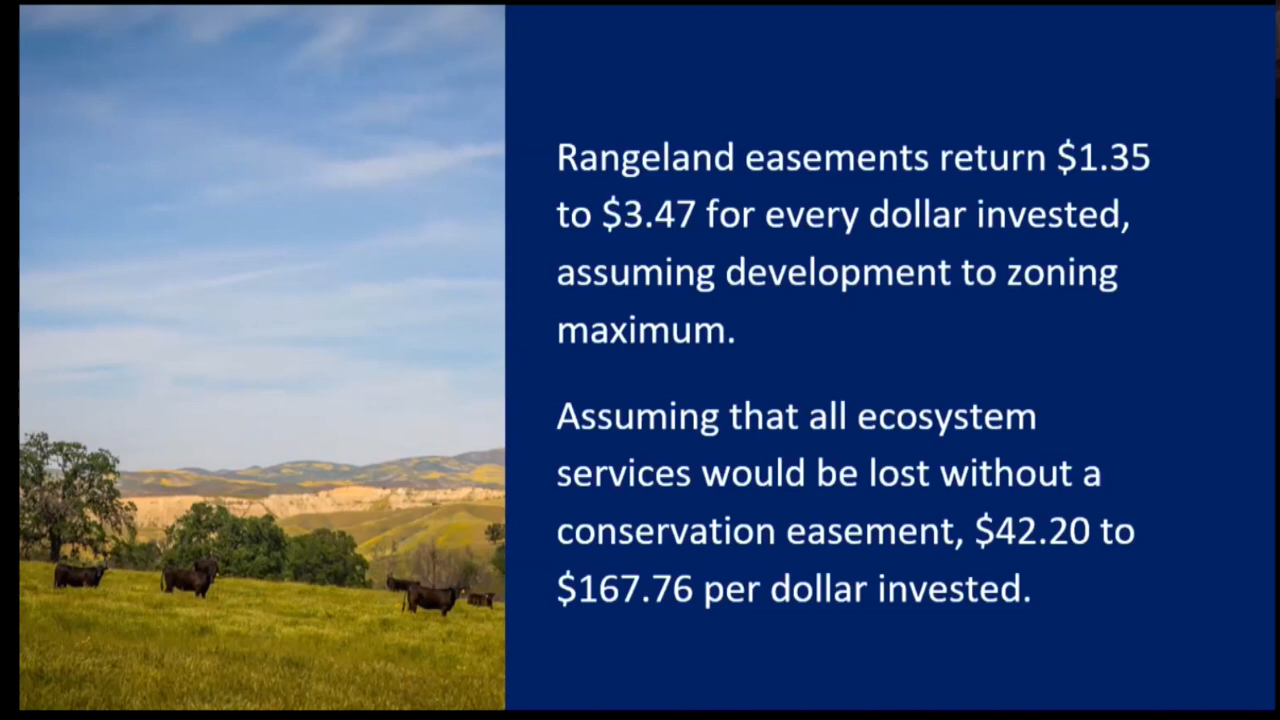 Rangeland easements return $1.35
to $3.47 for every dollar invested,
assuming development to zoning
maximum.
Assuming that all ecosystem
services would be lost without a
conservation easement, $42.20 to
$167.76 per dollar invested.